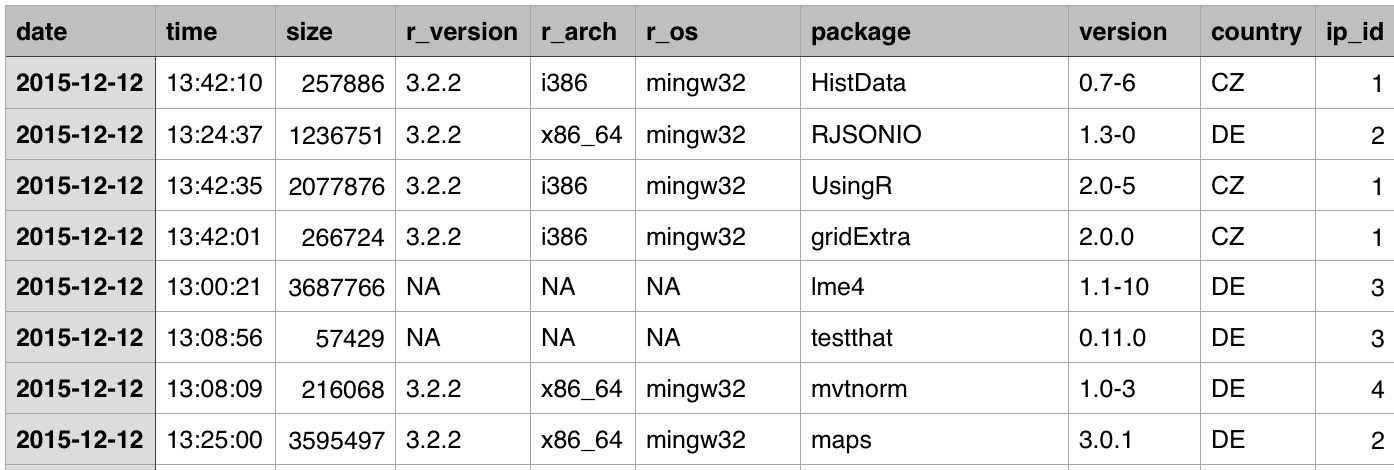 date time size r_version r_arch r_os package version country ip_id
2015-12-12 13:42:10 257886 3.2.2 i386 mingw32 HistData 0.7-6 CZ 1
2015-12-12 13:24:37 1236751 3.2.2 x86_64 mingw32 RJSONIO 1.3-0 DE 2
2015-12-12 13:42:35 2077876 3.2.2 i386 mingw32 UsingR 2.0-5 CZ 1
2015-12-12 13:42:01 266724 3.2.2 i386 mingw32 gridExtra 2.0.0 CZ 1
2015-12-12 13:00:21 3687766 NA NA NA lme4 1.1-10 DE 3
2015-12-12 13:08:56 57429 NA NA NA testthat 0.11.0 DE 3
2015-12-12 13:08:09 216068 3.2.2 x86_64 mingw32 mvtnorm 1.0-3 DE 4
2015-12-12 13:25:00 3595497 3.2.2 x86_64 mingw32 maps 3.0.1 DE 2